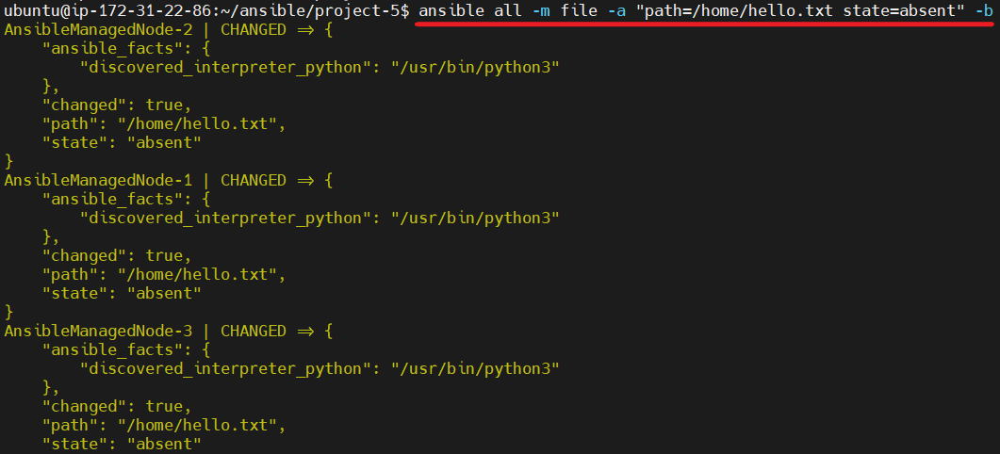 ubuntu@ip-172-31-22-86:~/ansible/project-5$ ansible all -m file -a "path=/home/hello.txt state=absent" -b
AnsibleManagedNode-2 | CHANGED => {
    "ansible_facts": {
        "discovered_interpreter_python": "/usr/bin/python3"
    },
    "changed": true,
    "path": "/home/hello.txt",
    "state": "absent"
}
AnsibleManagedNode-1 | CHANGED => {
    "ansible_facts": {
        "discovered_interpreter_python": "/usr/bin/python3"
    },
    "changed": true,
    "path": "/home/hello.txt",
    "state": "absent"
}
AnsibleManagedNode-3 | CHANGED => {
    "ansible_facts": {
        "discovered_interpreter_python": "/usr/bin/python3"
    },
    "changed": true,
    "path": "/home/hello.txt",
    "state": "absent"